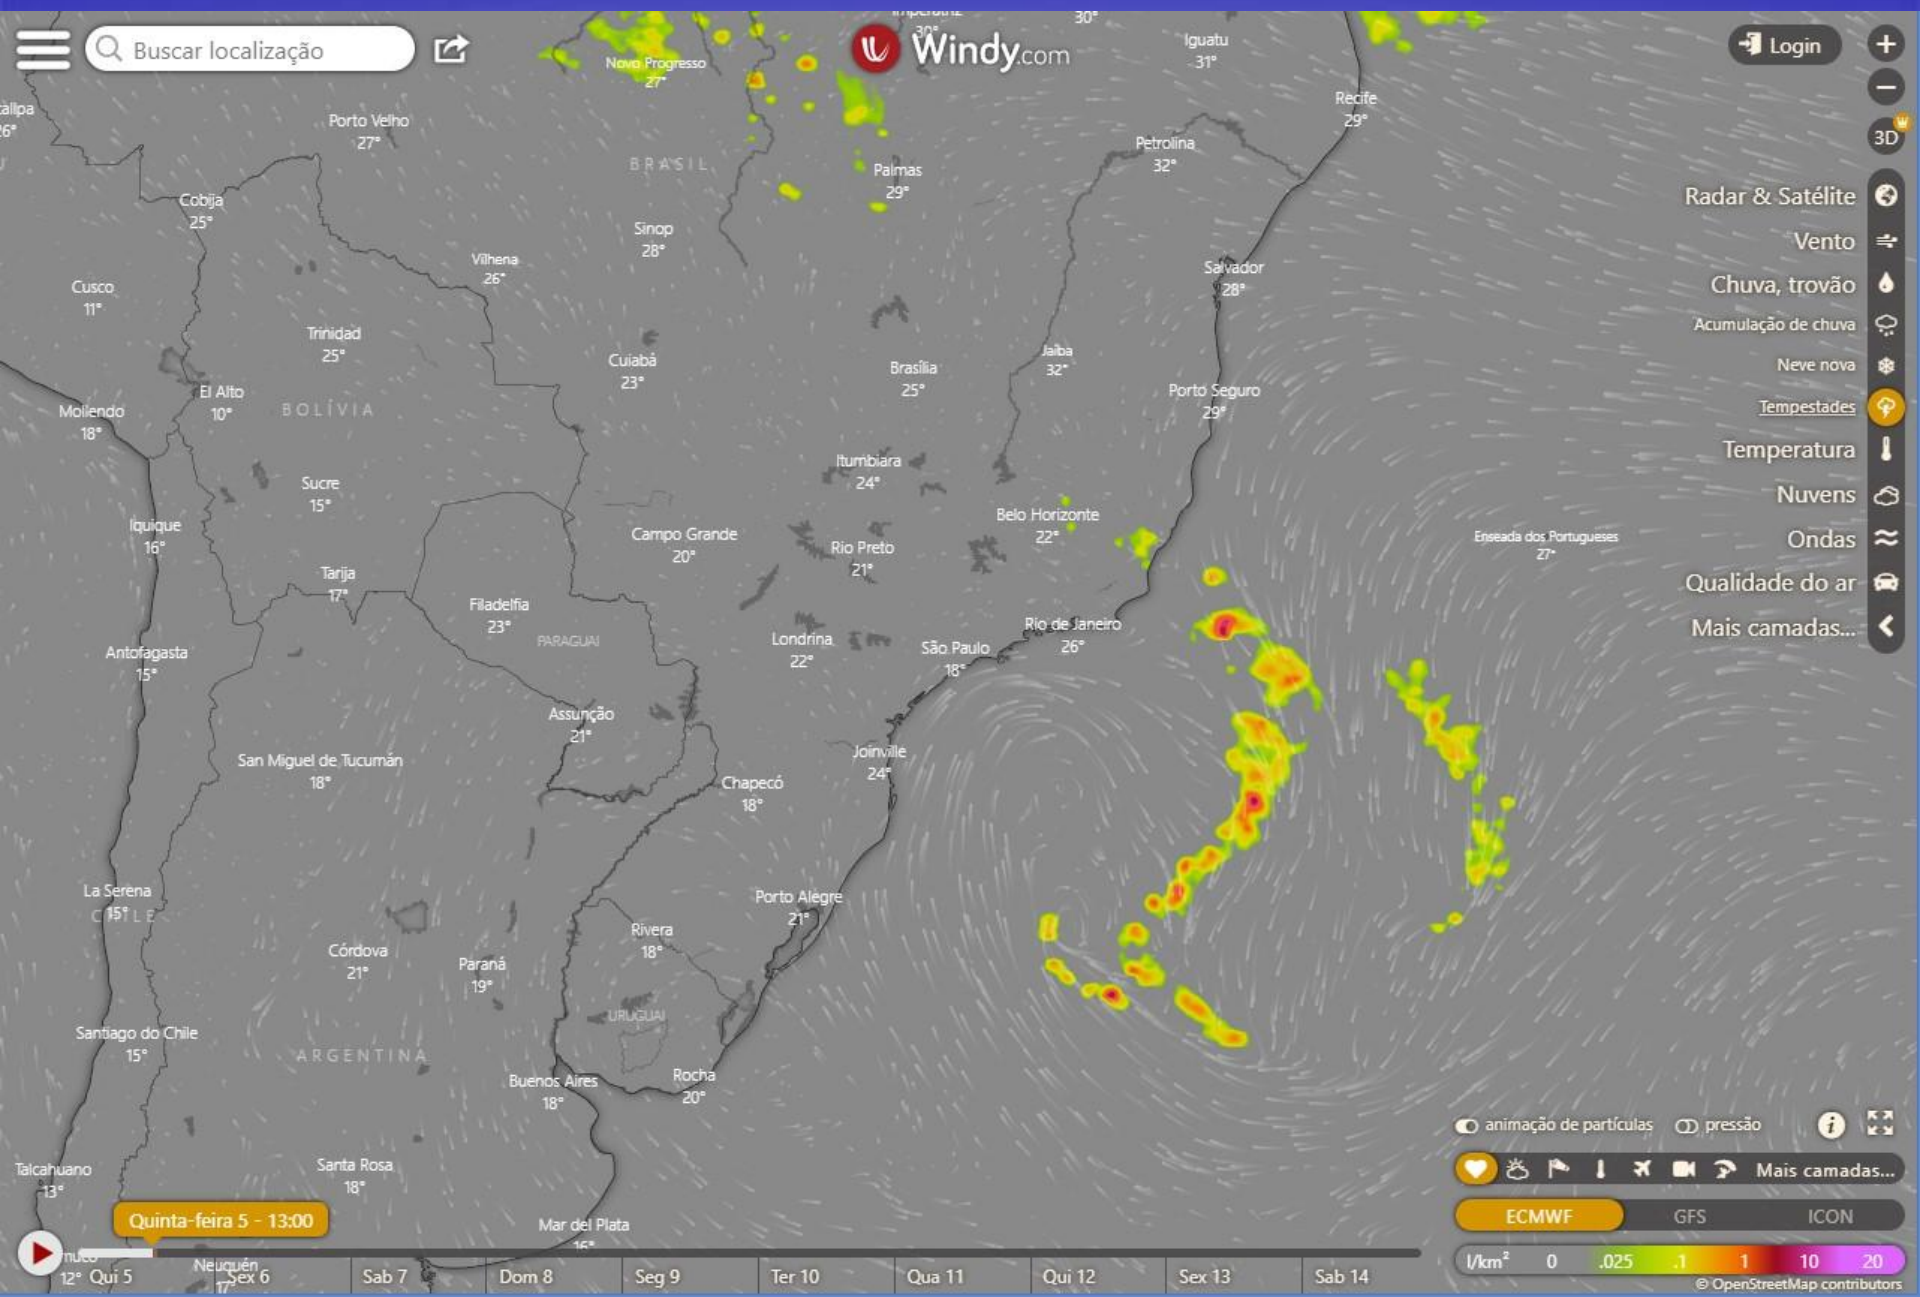 Buscar localização
Windy.com
Login
3D
Imperatriz
30°
30°
Iguatu
31°
Novo Progresso
27°
Recife
29°
Porto Velho
27°
Petrolina
32°
BRASIL
Palmas
29°
Cobija
25°
Sinop
28°
Vilhena
26°
Salvador
28°
Cusco
11°
Trinidad
25°
Cuiabá
23°
Brasília
25°
Jaíba
32°
Porto Seguro
29°
El Alto
10°
BOLÍVIA
Mollendo
18°
Itumbiara
24°
Sucre
15°
Iquique
16°
Belo Horizonte
22°
Campo Grande
20°
Rio Preto
21°
Enseada dos Portugueses
27°
Tarija
17°
Filadelfia
23°
PARAGUAI
Londrina
22°
Rio de Janeiro
26°
São Paulo
18°
Antofagasta
15°
Assunção
21°
San Miguel de Tucumán
18°
Joinville
24°
Chapecó
18°
La Serena
15°
CHILE
Porto Alegre
21°
Rivera
18°
Córdova
21°
Paraná
19°
URUGUAI
Santiago do Chile
15°
ARGENTINA
Buenos Aires
18°
Rocha
20°
Talcahuano
13°
Santa Rosa
18°
Mar del Plata
16°
Neuquén
17°
12°
Radar & Satélite
Vento
Chuva, trovão
Acumulação de chuva
Neve nova
Tempestades
Temperatura
Nuvens
Ondas
Qualidade do ar
Mais camadas...
animação de partículas
pressão
Mais camadas...
ECMWF GFS ICON
l/km² 0 .025 .1 1 10 20
© OpenStreetMap contributors
Quinta-feira 5 - 13:00
Qui 5 Sex 6 Sab 7 Dom 8 Seg 9 Ter 10 Qua 11 Qui 12 Sex 13 Sab 14